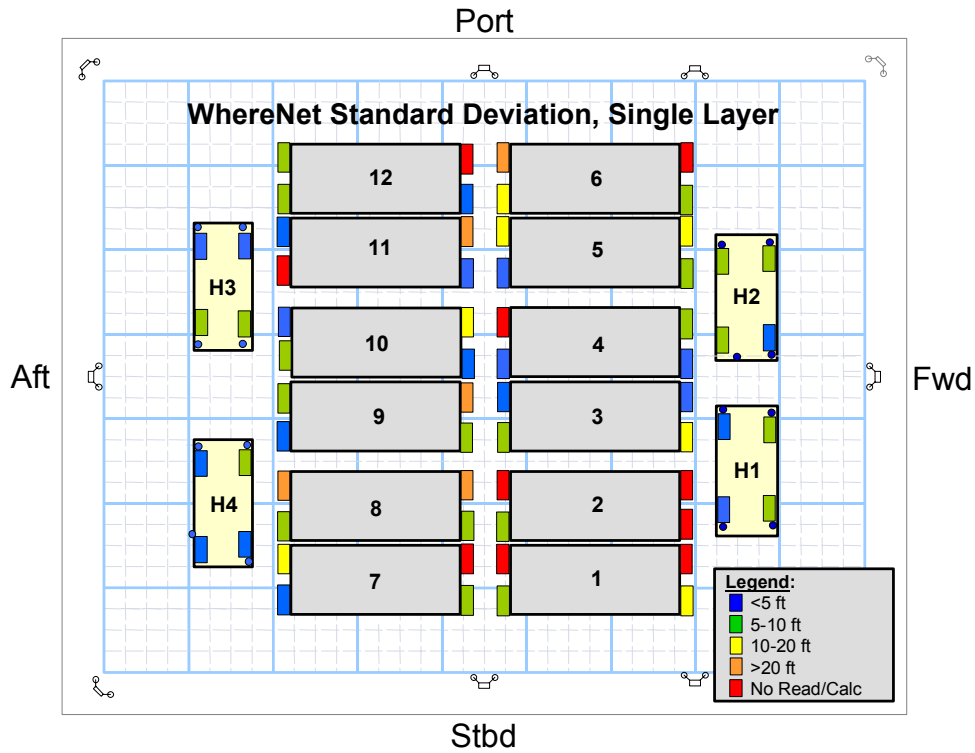 Port
WhereNet Standard Deviation, Single Layer
12
6
11
5
H3
H2
10
4
Aft
Fwd
9
3
H4
H1
8
2
7
1
Legend:
<5 ft
5-10 ft
10-20 ft
>20 ft
No Read/Calc
Stbd